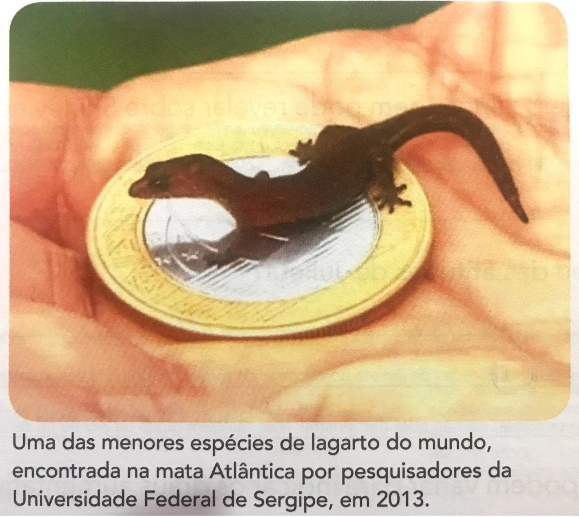 Uma das menores espécies de lagarto do mundo,
encontrada na mata Atlântica por pesquisadores da
Universidade Federal de Sergipe, em 2013.